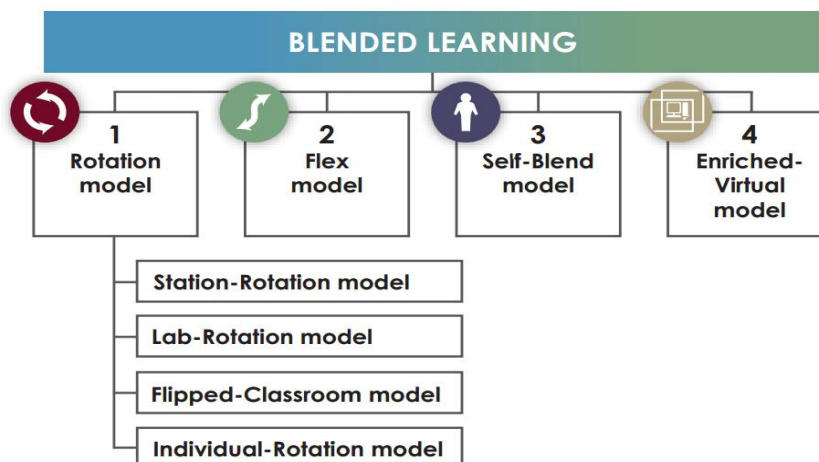 BLENDED LEARNING
1
Rotation
model
2
Flex
model
3
Self-Blend
model
4
Enriched-
Virtual
model
Station-Rotation model
Lab-Rotation model
Flipped-Classroom model
Individual-Rotation model